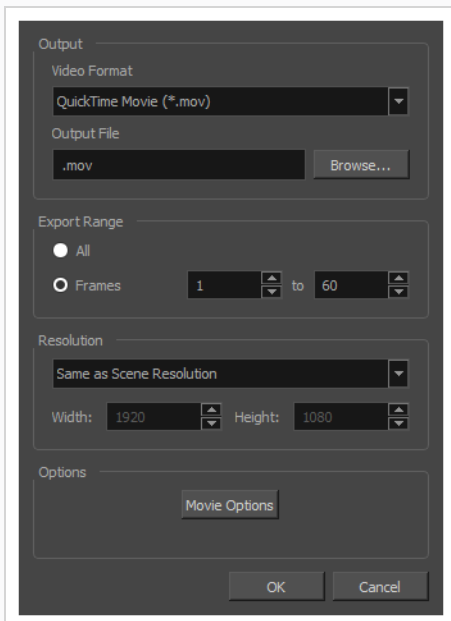 Output
Video Format
QuickTime Movie (*.mov)
Output File
.mov Browse...
Export Range
All
Frames 1 to 60
Resolution
Same as Scene Resolution
Width: 1920 Height: 1080
Options
Movie Options
OK Cancel